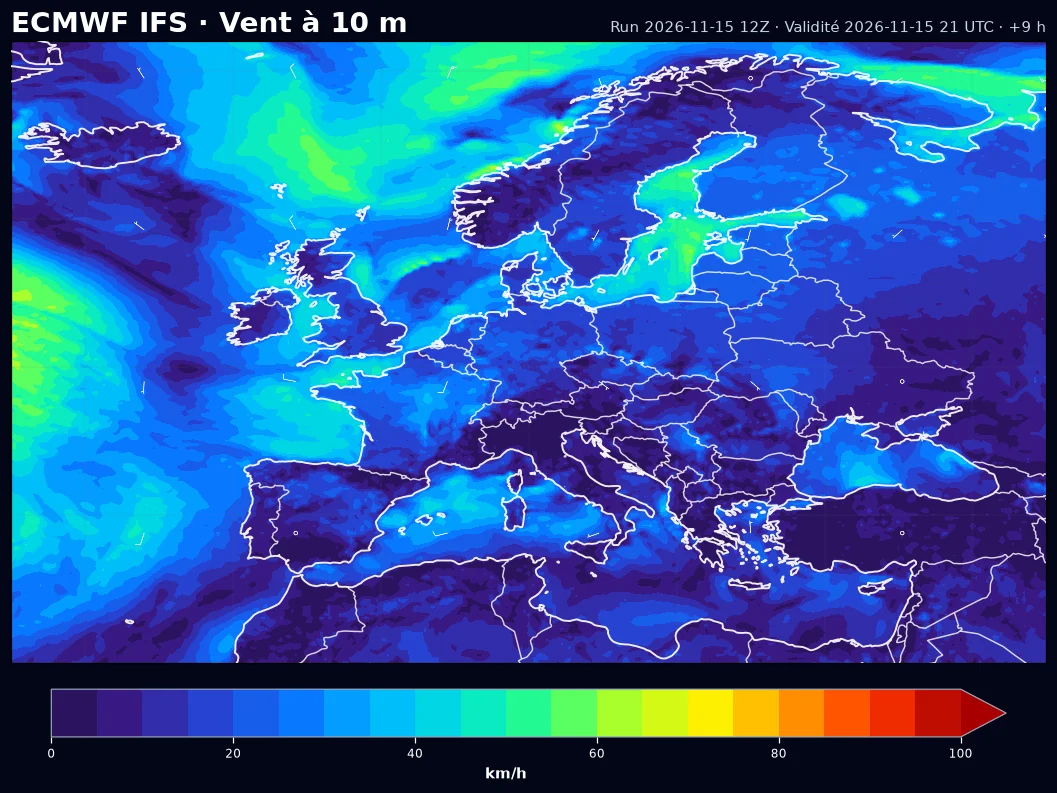 ECMWF IFS · Vent à 10 m
Run 2026-11-15 12Z · Validité 2026-11-15 21 UTC · +9 h
0 20 40 60 80 100
km/h